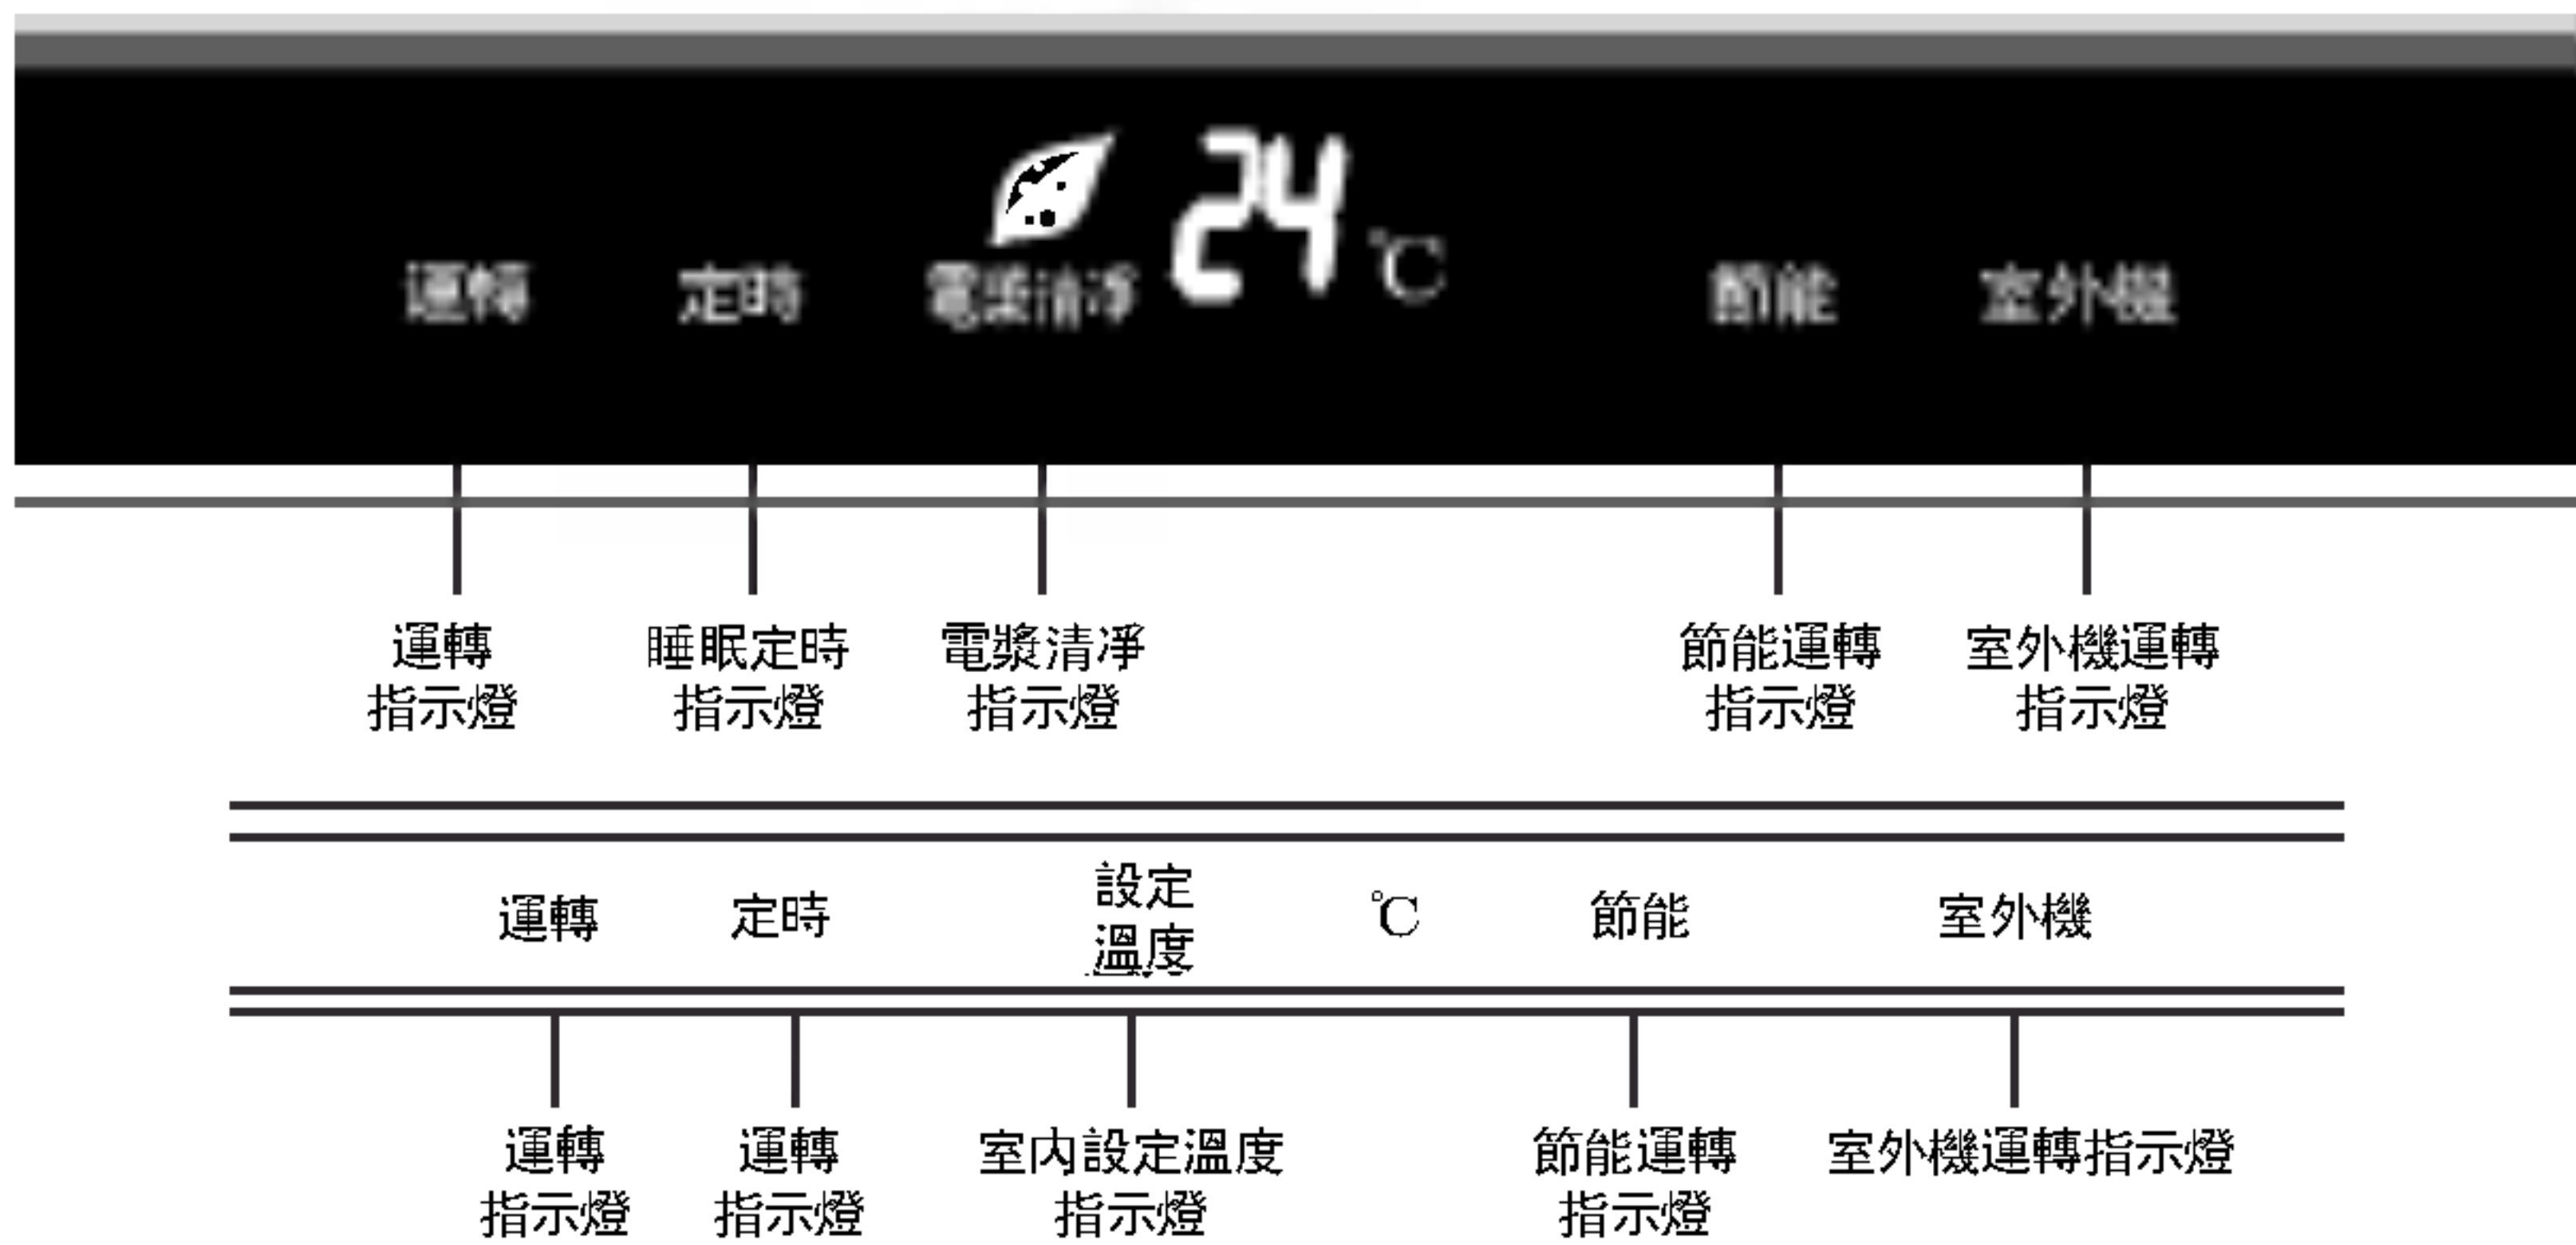 24℃
運轉 定時 電漿清淨 節能 室外機
運轉 睡眠定時 電漿清淨 節能運轉 室外機運轉
指示燈 指示燈 指示燈 指示燈 指示燈
設定
運轉 定時 ℃ 節能 室外機
溫度
運轉 運轉 室內設定溫度 節能運轉 室外機運轉指示燈
指示燈 指示燈 指示燈 指示燈